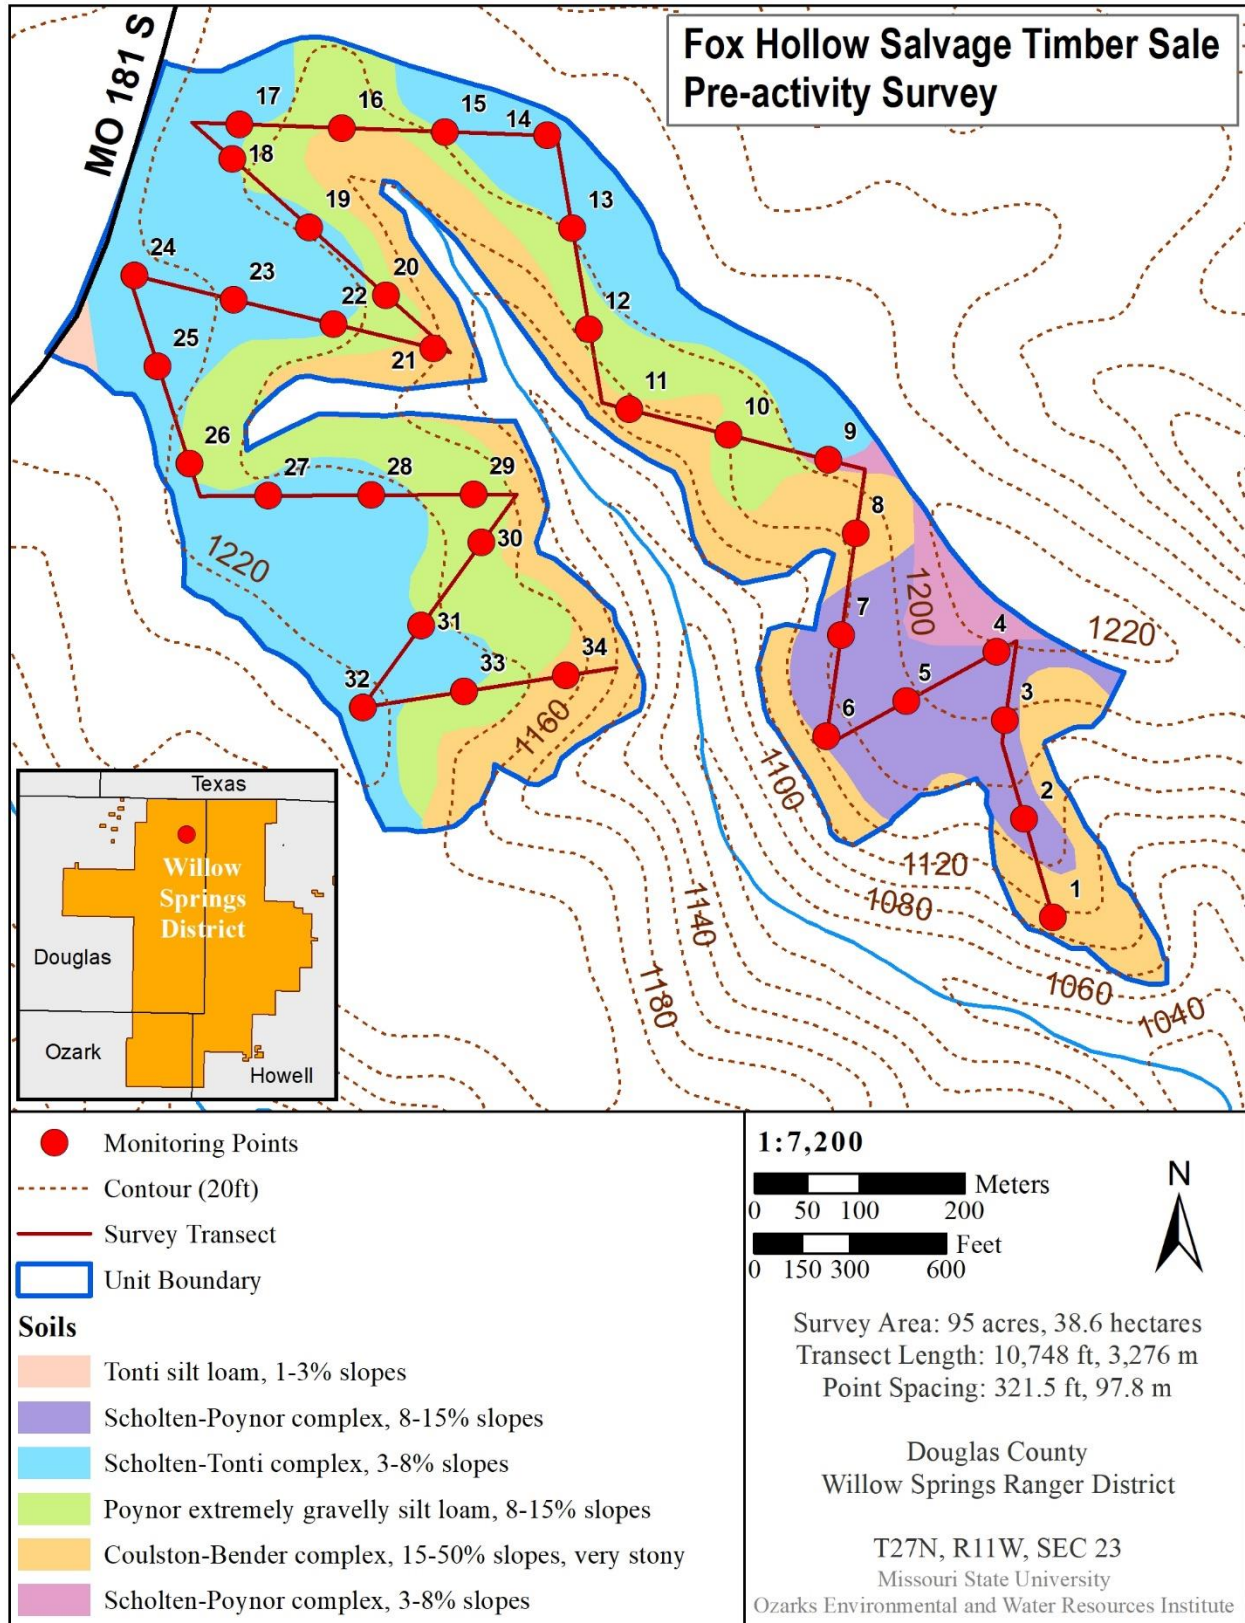 Fox Hollow Salvage Timber Sale
Pre-activity Survey
MO 181 S
17
16
15
14
18
13
19
24
23
20
22
12
25
21
11
10
9
26
27
28
29
8
30
1220
1200
7
31
4
1220
34
5
33
32
3
6
1160
1100
2
1120
1
1080
1140
1060
1180
1040
Texas
Willow
Springs
District
Douglas
Ozark
Howell
Monitoring Points
Contour (20ft)
Survey Transect
Unit Boundary
Soils
Tonti silt loam, 1-3% slopes
Scholten-Poynor complex, 8-15% slopes
Scholten-Tonti complex, 3-8% slopes
Poynor extremely gravelly silt loam, 8-15% slopes
Coulston-Bender complex, 15-50% slopes, very stony
Scholten-Poynor complex, 3-8% slopes
1:7,200
Meters
0 50 100 200
Feet
0 150 300 600
N
Survey Area: 95 acres, 38.6 hectares
Transect Length: 10,748 ft, 3,276 m
Point Spacing: 321.5 ft, 97.8 m
Douglas County
Willow Springs Ranger District
T27N, R11W, SEC 23
Missouri State University
Ozarks Environmental and Water Resources Institute